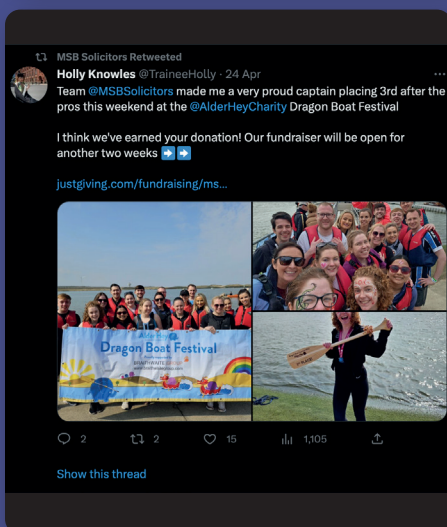 MSB Solicitors Retweeted
Holly Knowles @TraineeHolly · 24 Apr
Team @MSBSolicitors made me a very proud captain placing 3rd after the
pros this weekend at the @AlderHeyCharity Dragon Boat Festival
I think we've earned your donation! Our fundraiser will be open for
another two weeks ➡️➡️
justgiving.com/fundraising/ms...
Dragon Boat Festival
2 2 15 1,105
Show this thread